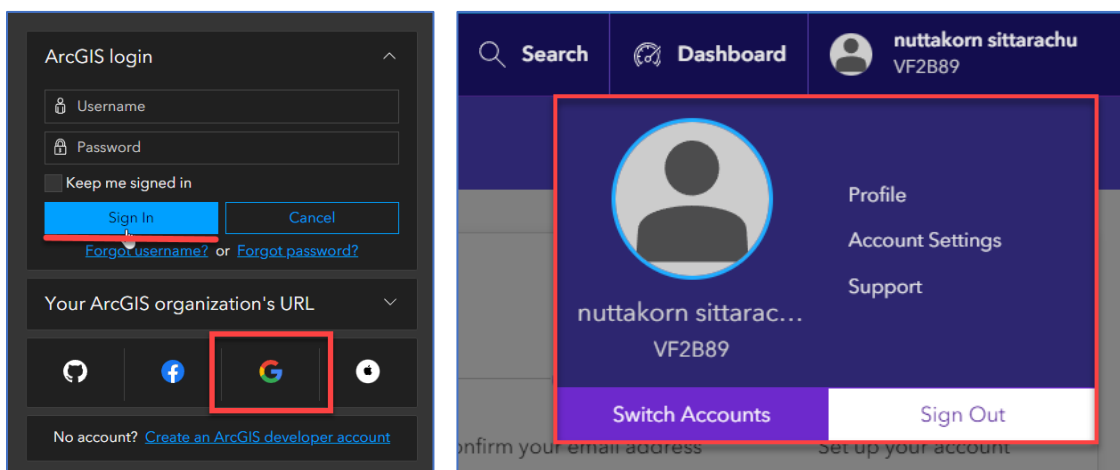 ArcGIS login
Username
Password
Keep me signed in
Sign In
Cancel
Forgot username? or Forgot password?
Your ArcGIS organization's URL
No account? Create an ArcGIS developer account
Search
Dashboard
nuttakorn sittarachu
VF2B89
Profile
Account Settings
Support
nuttakorn sittarac...
VF2B89
Switch Accounts
Sign Out
onfirm your email address
Set up your account